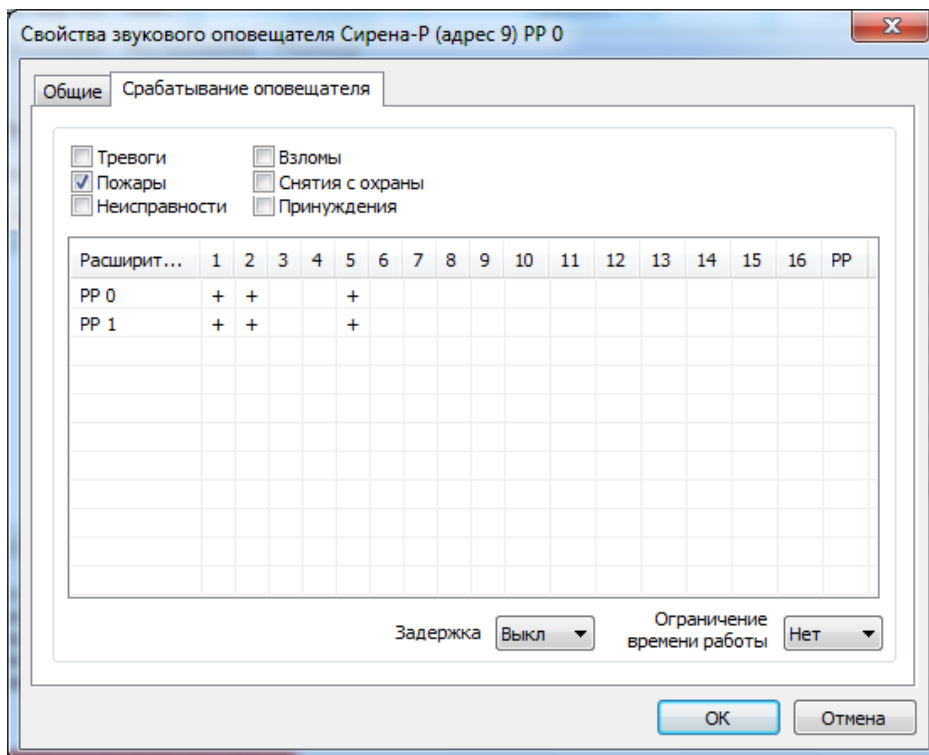 Свойства звукового оповещателя Сирена-Р (адрес 9) РР 0
Общие Срабатывание оповещателя
Тревоги Взломы
Пожары Снятия с охраны
Неисправности Принуждения
Расширит... 1 2 3 4 5 6 7 8 9 10 11 12 13 14 15 16 РР
РР 0 + + +
РР 1 + + +
Задержка Выкл Ограничение времени работы Нет
ОК Отмена